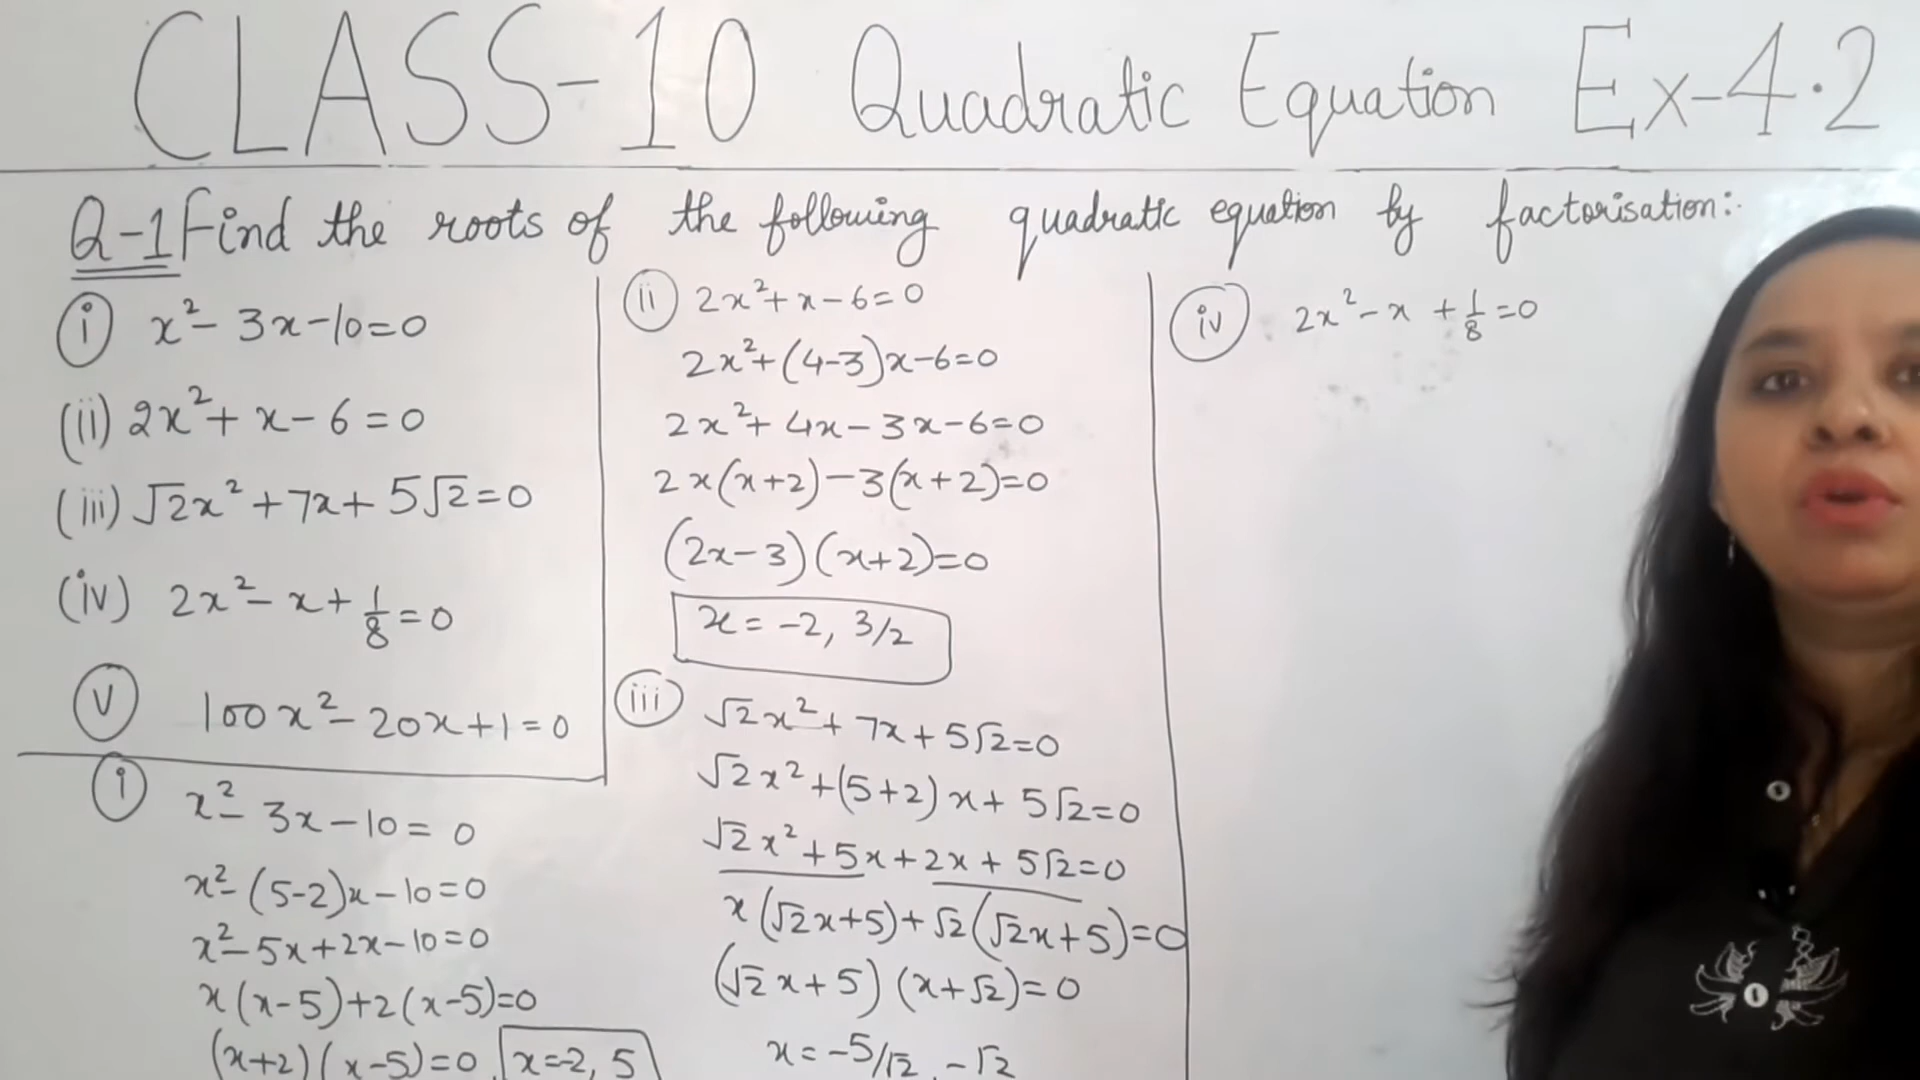 CLASS-10 Quadratic Equation Ex-4.2
Q-1 Find the roots of the following quadratic equation by factorisation:-
(i) x² - 3x - 10 = 0
(ii) 2x² + x - 6 = 0
(iii) √2x² + 7x + 5√2 = 0
(iv) 2x² - x + 1/8 = 0
(v) 100x² - 20x + 1 = 0
(i) x² - 3x - 10 = 0
x² - (5-2)x - 10 = 0
x² - 5x + 2x - 10 = 0
x(x-5) + 2(x-5) = 0
(x+2)(x-5) = 0, x = -2, 5
(ii) 2x² + x - 6 = 0
2x² + (4-3)x - 6 = 0
2x² + 4x - 3x - 6 = 0
2x(x+2) - 3(x+2) = 0
(2x-3)(x+2) = 0
x = -2, 3/2
(iii) √2x² + 7x + 5√2 = 0
√2x² + (5+2)x + 5√2 = 0
√2x² + 5x + 2x + 5√2 = 0
x(√2x+5) + √2(√2x+5) = 0
(√2x+5)(x+√2) = 0
x = -5/√2, -√2
(iv) 2x² - x + 1/8 = 0